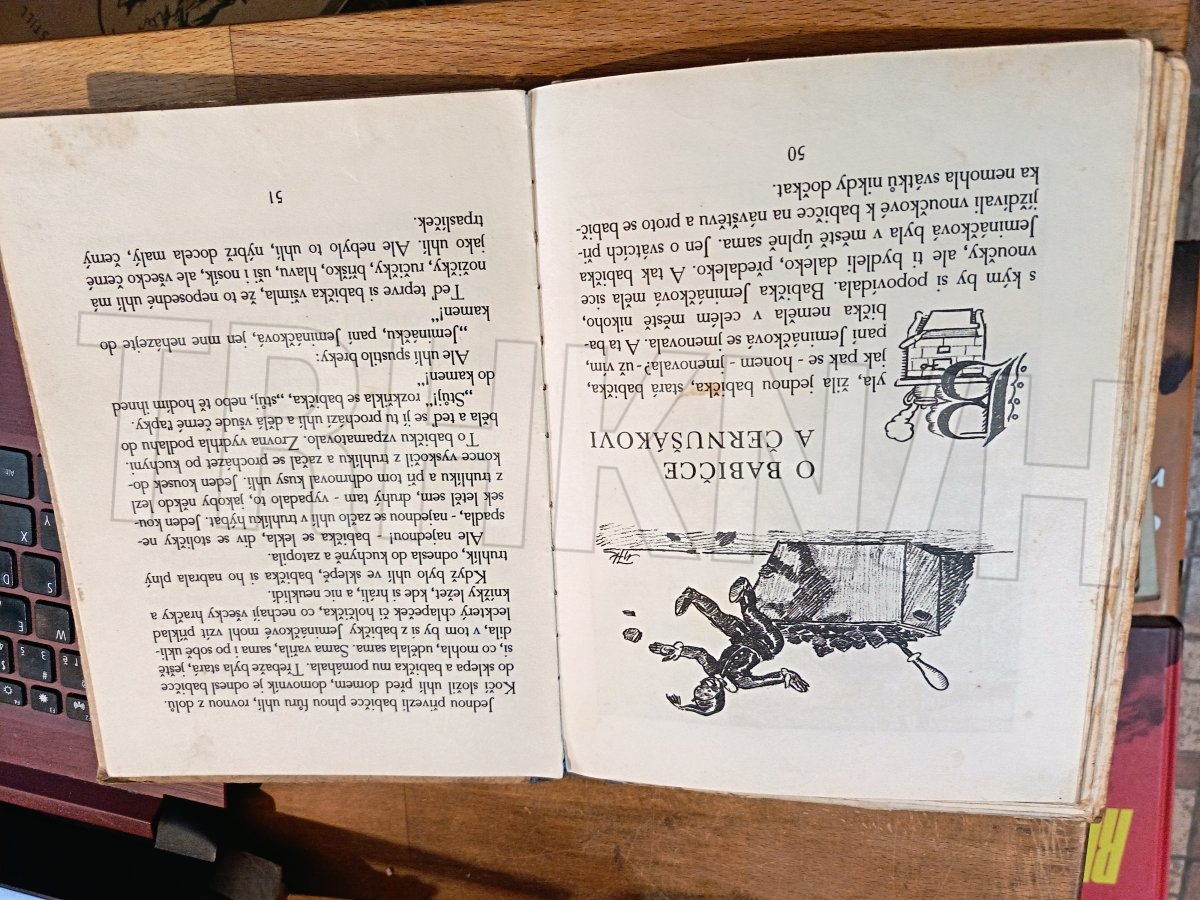 O BABIČCE
A ČERNUŠÁKOVI
Byla, žila jednou babička, stará babička,
jak pak se - honem - jmenovala? - už vím,
paní Jemináčková se jmenovala. A ta ba-
bička neměla v celém městě nikoho,
s kým by si popovídala. Babička Jemináčková měla sice
vnoučky, ale ti bydleli daleko, předaleko. A tak babička
Jemináčková byla v městě úplně sama. Jen o svátcích při-
jíždívali vnoučkové k babičce na návštěvu a proto se babič-
ka nemohla svátků nikdy dočkat.
50
Jednou přivezli babičce plnou fůru uhlí, rovnou z dolů.
Kočí složil uhlí před domem, domovník je odnesl babičce
do sklepa a babička mu pomáhala. Třebaže byla stará, ještě
si, co mohla, udělala sama. Sama vařila, sama i po sobě ukli-
dila, v tom by si z babičky Jemináčkové mohl vzít příklad
leckterý chlapeček či holčička, co nechají všecky hračky a
knížky ležet, kde si hráli, a nic neuklidí.
Když bylo uhlí ve sklepě, babička si ho nabrala plný
truhlík, odnesla do kuchyně a zatopila.
Ale najednou! - babička se lekla, div se stoličky ne-
spadla, - najednou se začlo uhlí v truhlíku hýbat. Jeden kou-
sek letěl sem, druhý tam - vypadalo to, jakoby někdo lezl
z truhlíku a při tom odhrnoval kusy uhlí. Jeden kousek do-
konce vyskočil z truhlíku a začal se procházet po kuchyni.
To babičku vzpamatovalo. Zrovna vydrhla podlahu do
běla a teď se jí tu prochází uhlí a dělá všude černé ťapky.
„Stůj!“ rozkřikla se babička, „stůj, nebo tě hodím ihned
do kamen!“
Ale uhlí spustilo breky:
„Jemináčku, paní Jemináčková, jen mne neházejte do
kamen!“
Teď teprve si babička všimla, že to neposedné uhlí má
nožičky, ručičky, bříško, hlavu, uši i nosík, ale všecko černé
jako uhlí. Ale nebylo to uhlí, nýbrž docela malý, černý
trpaslíček.
51
TRHKNIH
STILL
RI